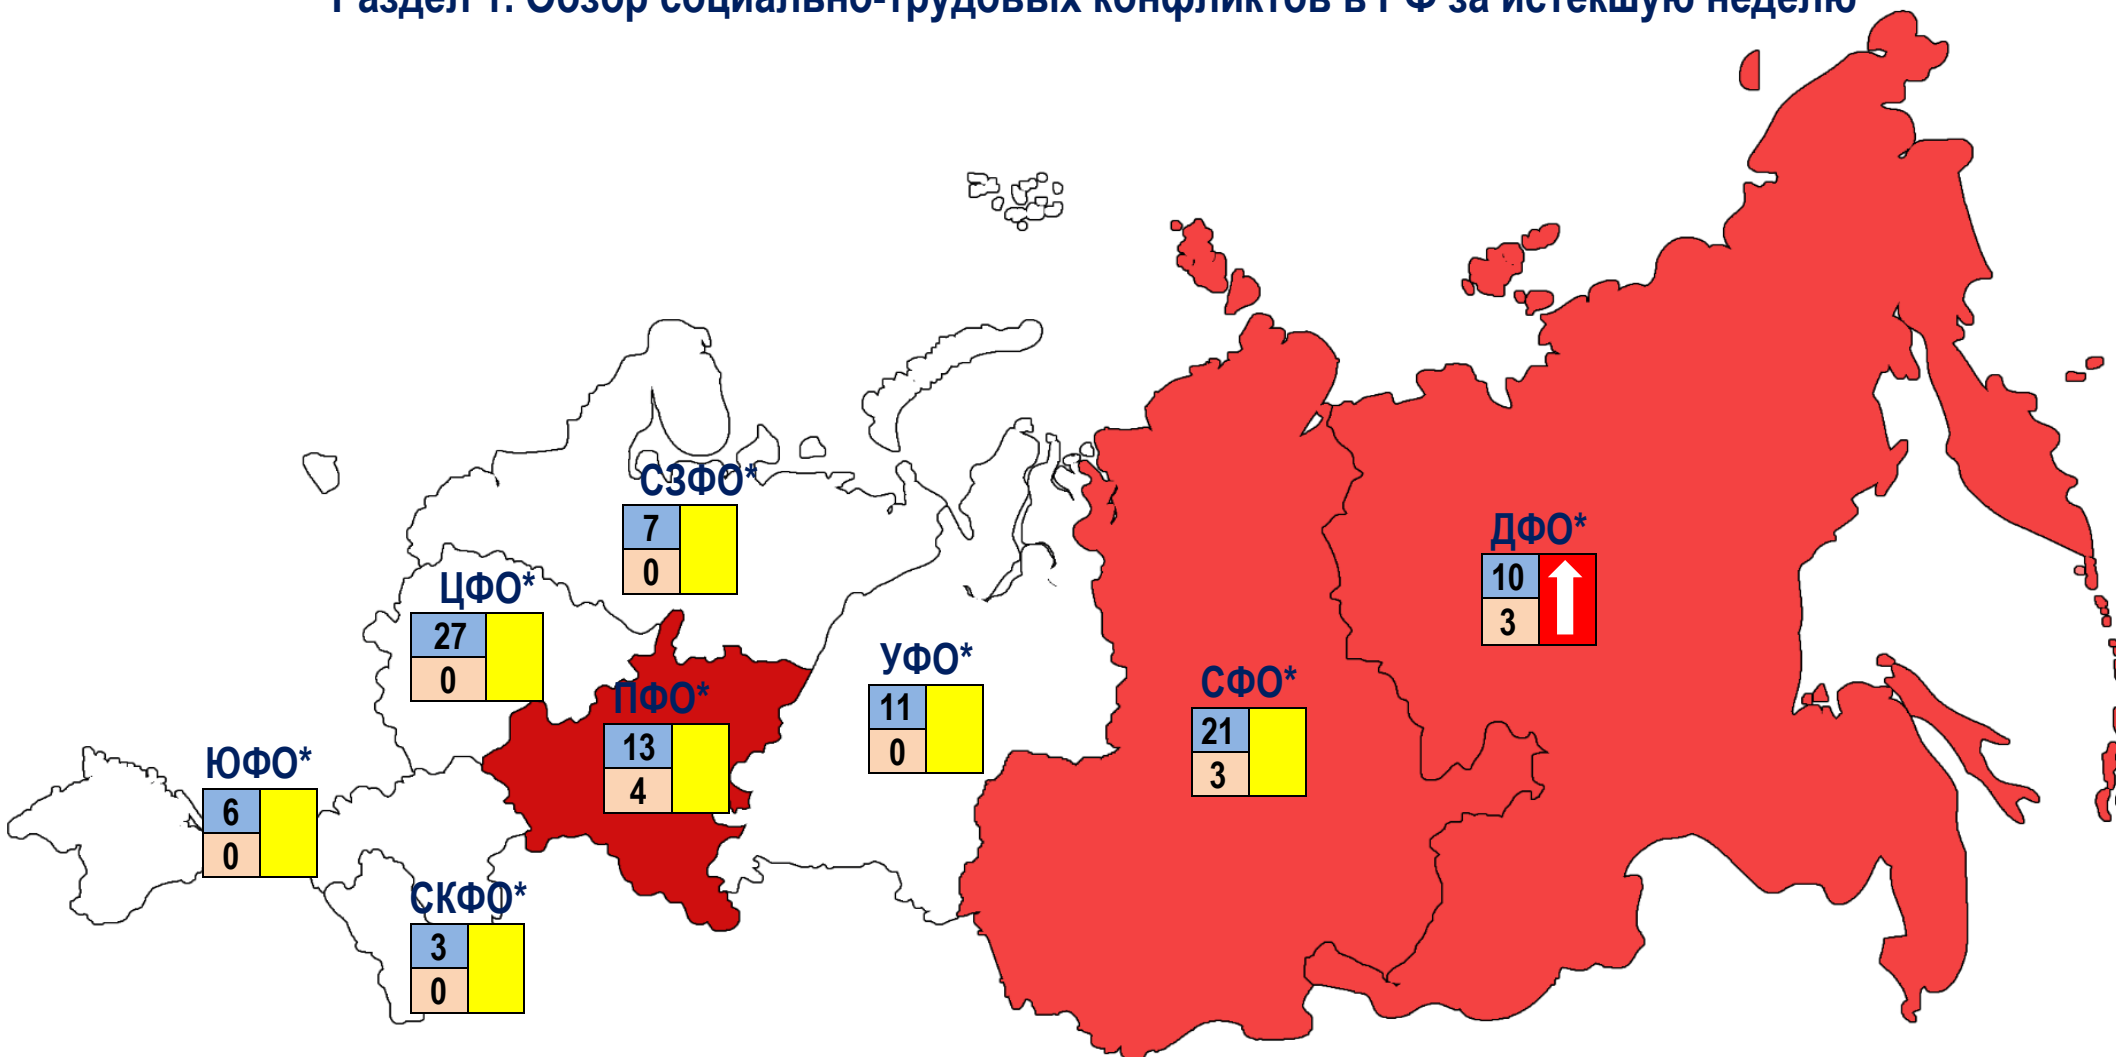 Раздел 1. Обзор социально-трудовых конфликтов в РФ за истекшую неделю
СЗФО*
7
0
ДФО*
10
3
ЦФО*
27
0
УФО*
11
0
СФО*
21
3
ПФО*
13
4
ЮФО*
6
0
СКФО*
3
0